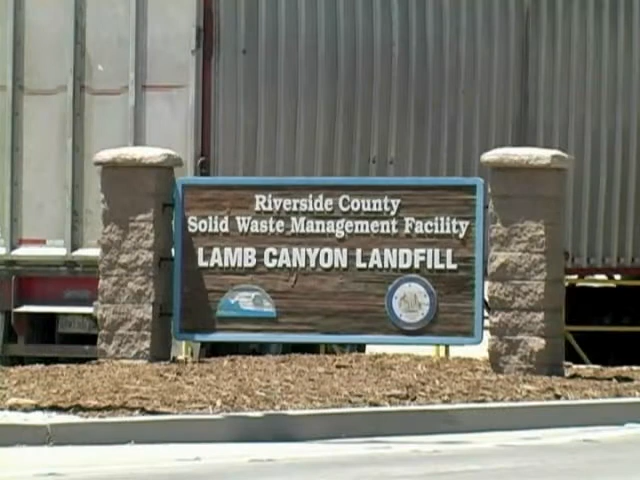 Riverside County
Solid Waste Management Facility
LAMB CANYON LANDFILL